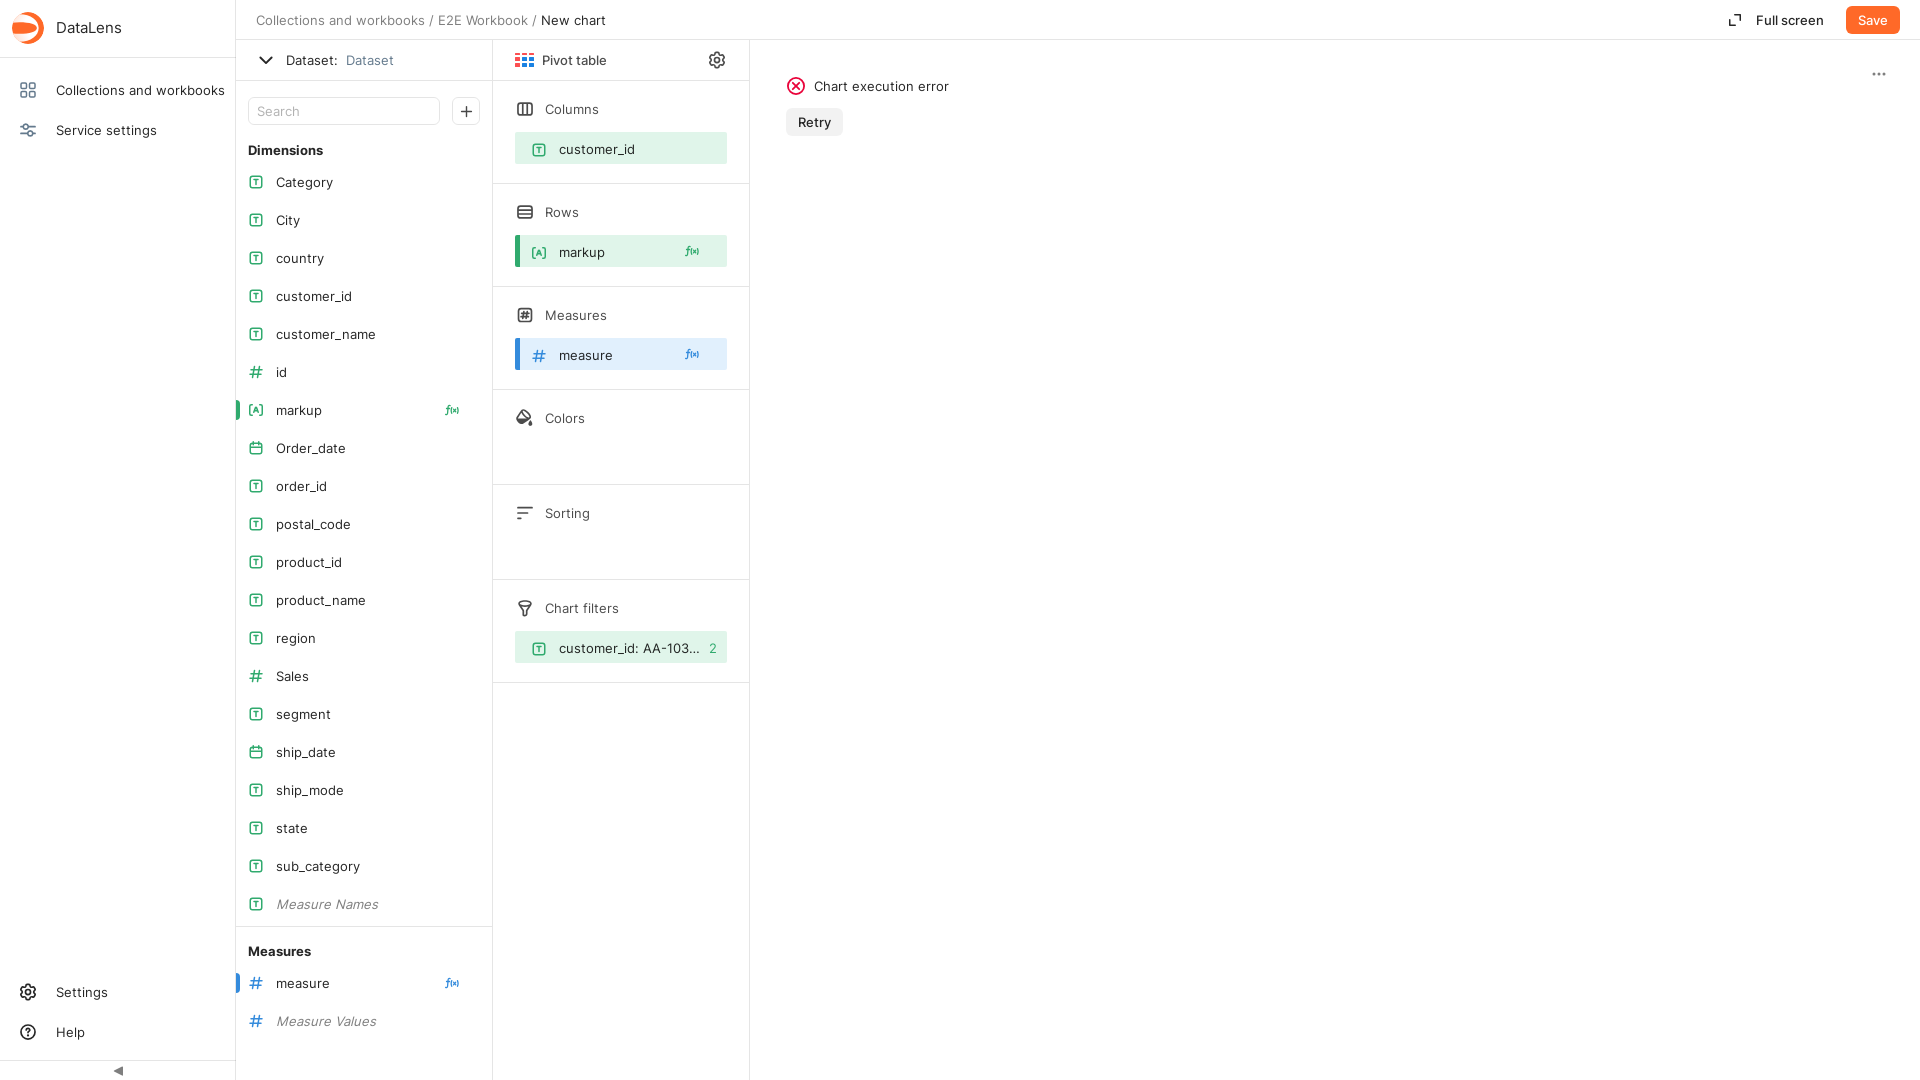 DataLens
Collections and workbooks
Service settings
Settings
Help
Collections and workbooks / E2E Workbook / New chart
Full screen
Save
Dataset: Dataset
Search
Dimensions
Category
City
country
customer_id
customer_name
id
markup
Order_date
order_id
postal_code
product_id
product_name
region
Sales
segment
ship_date
ship_mode
state
sub_category
Measure Names
Measures
measure
Measure Values
Pivot table
Columns
customer_id
Rows
markup
Measures
measure
Colors
Sorting
Chart filters
customer_id: AA-103... 2
Chart execution error
Retry